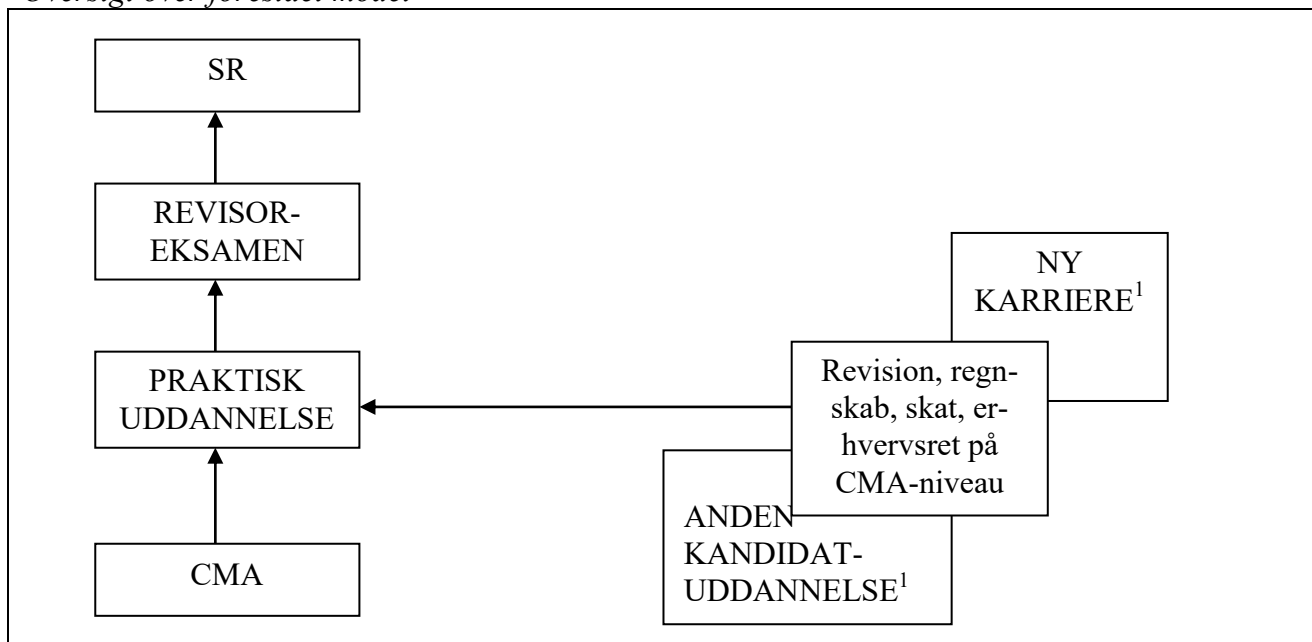 SR
REVISOR-
EKSAMEN
NY
KARRIERE¹
PRAKTISK
UDDANNELSE
Revision, regn-
skab, skat, er-
hvervsret på
CMA-niveau
ANDEN
KANDIDAT-
UDDANNELSE¹
CMA